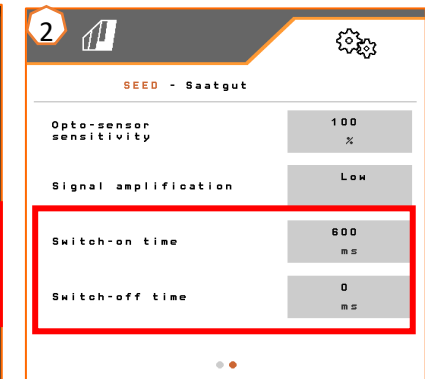 2
SEED - Saatgut
Opto-sensor
sensitivity
100
%
Signal amplification
Low
Switch-on time
600
ms
Switch-off time
0
ms